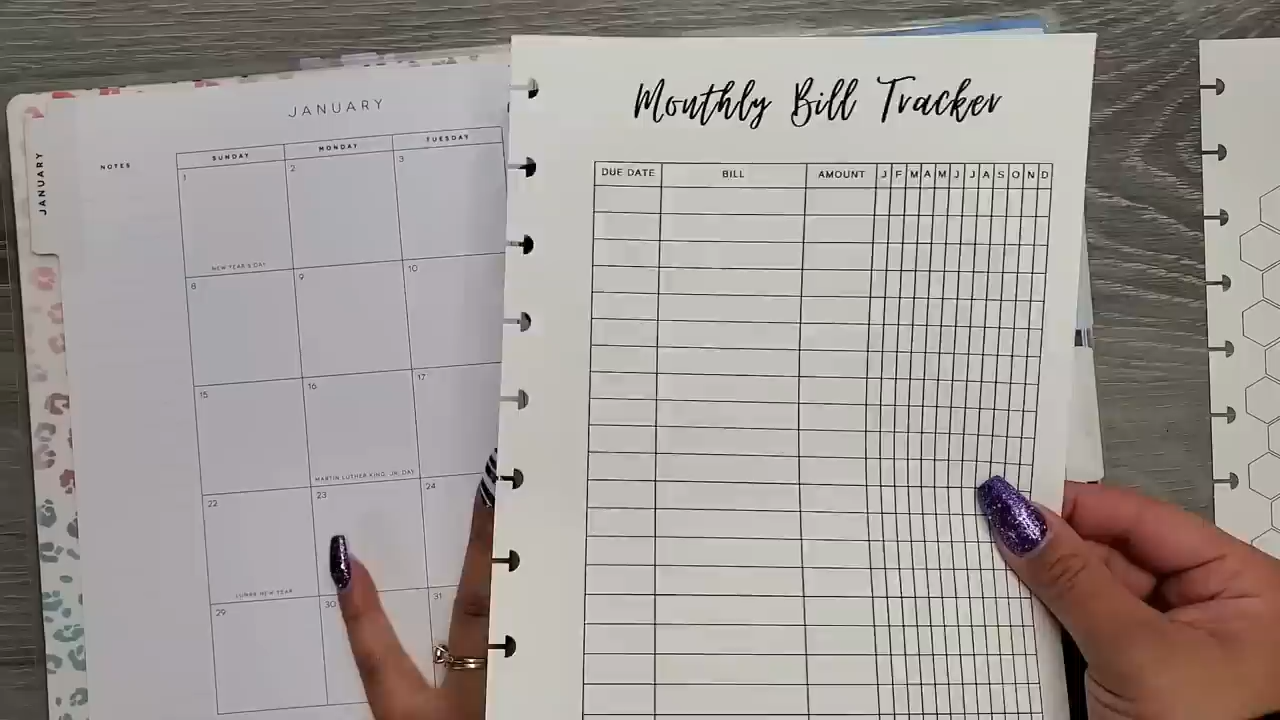 JANUARY
JANUARY
NOTES
SUNDAY MONDAY TUESDAY
1 2 3
NEW YEAR'S DAY
8 9 10
15 16 17
MARTIN LUTHER KING, JR. DAY
22 23 24
LUNAR NEW YEAR
29 30 31
Monthly Bill Tracker
DUE DATE BILL AMOUNT J F M A M J J A S O N D